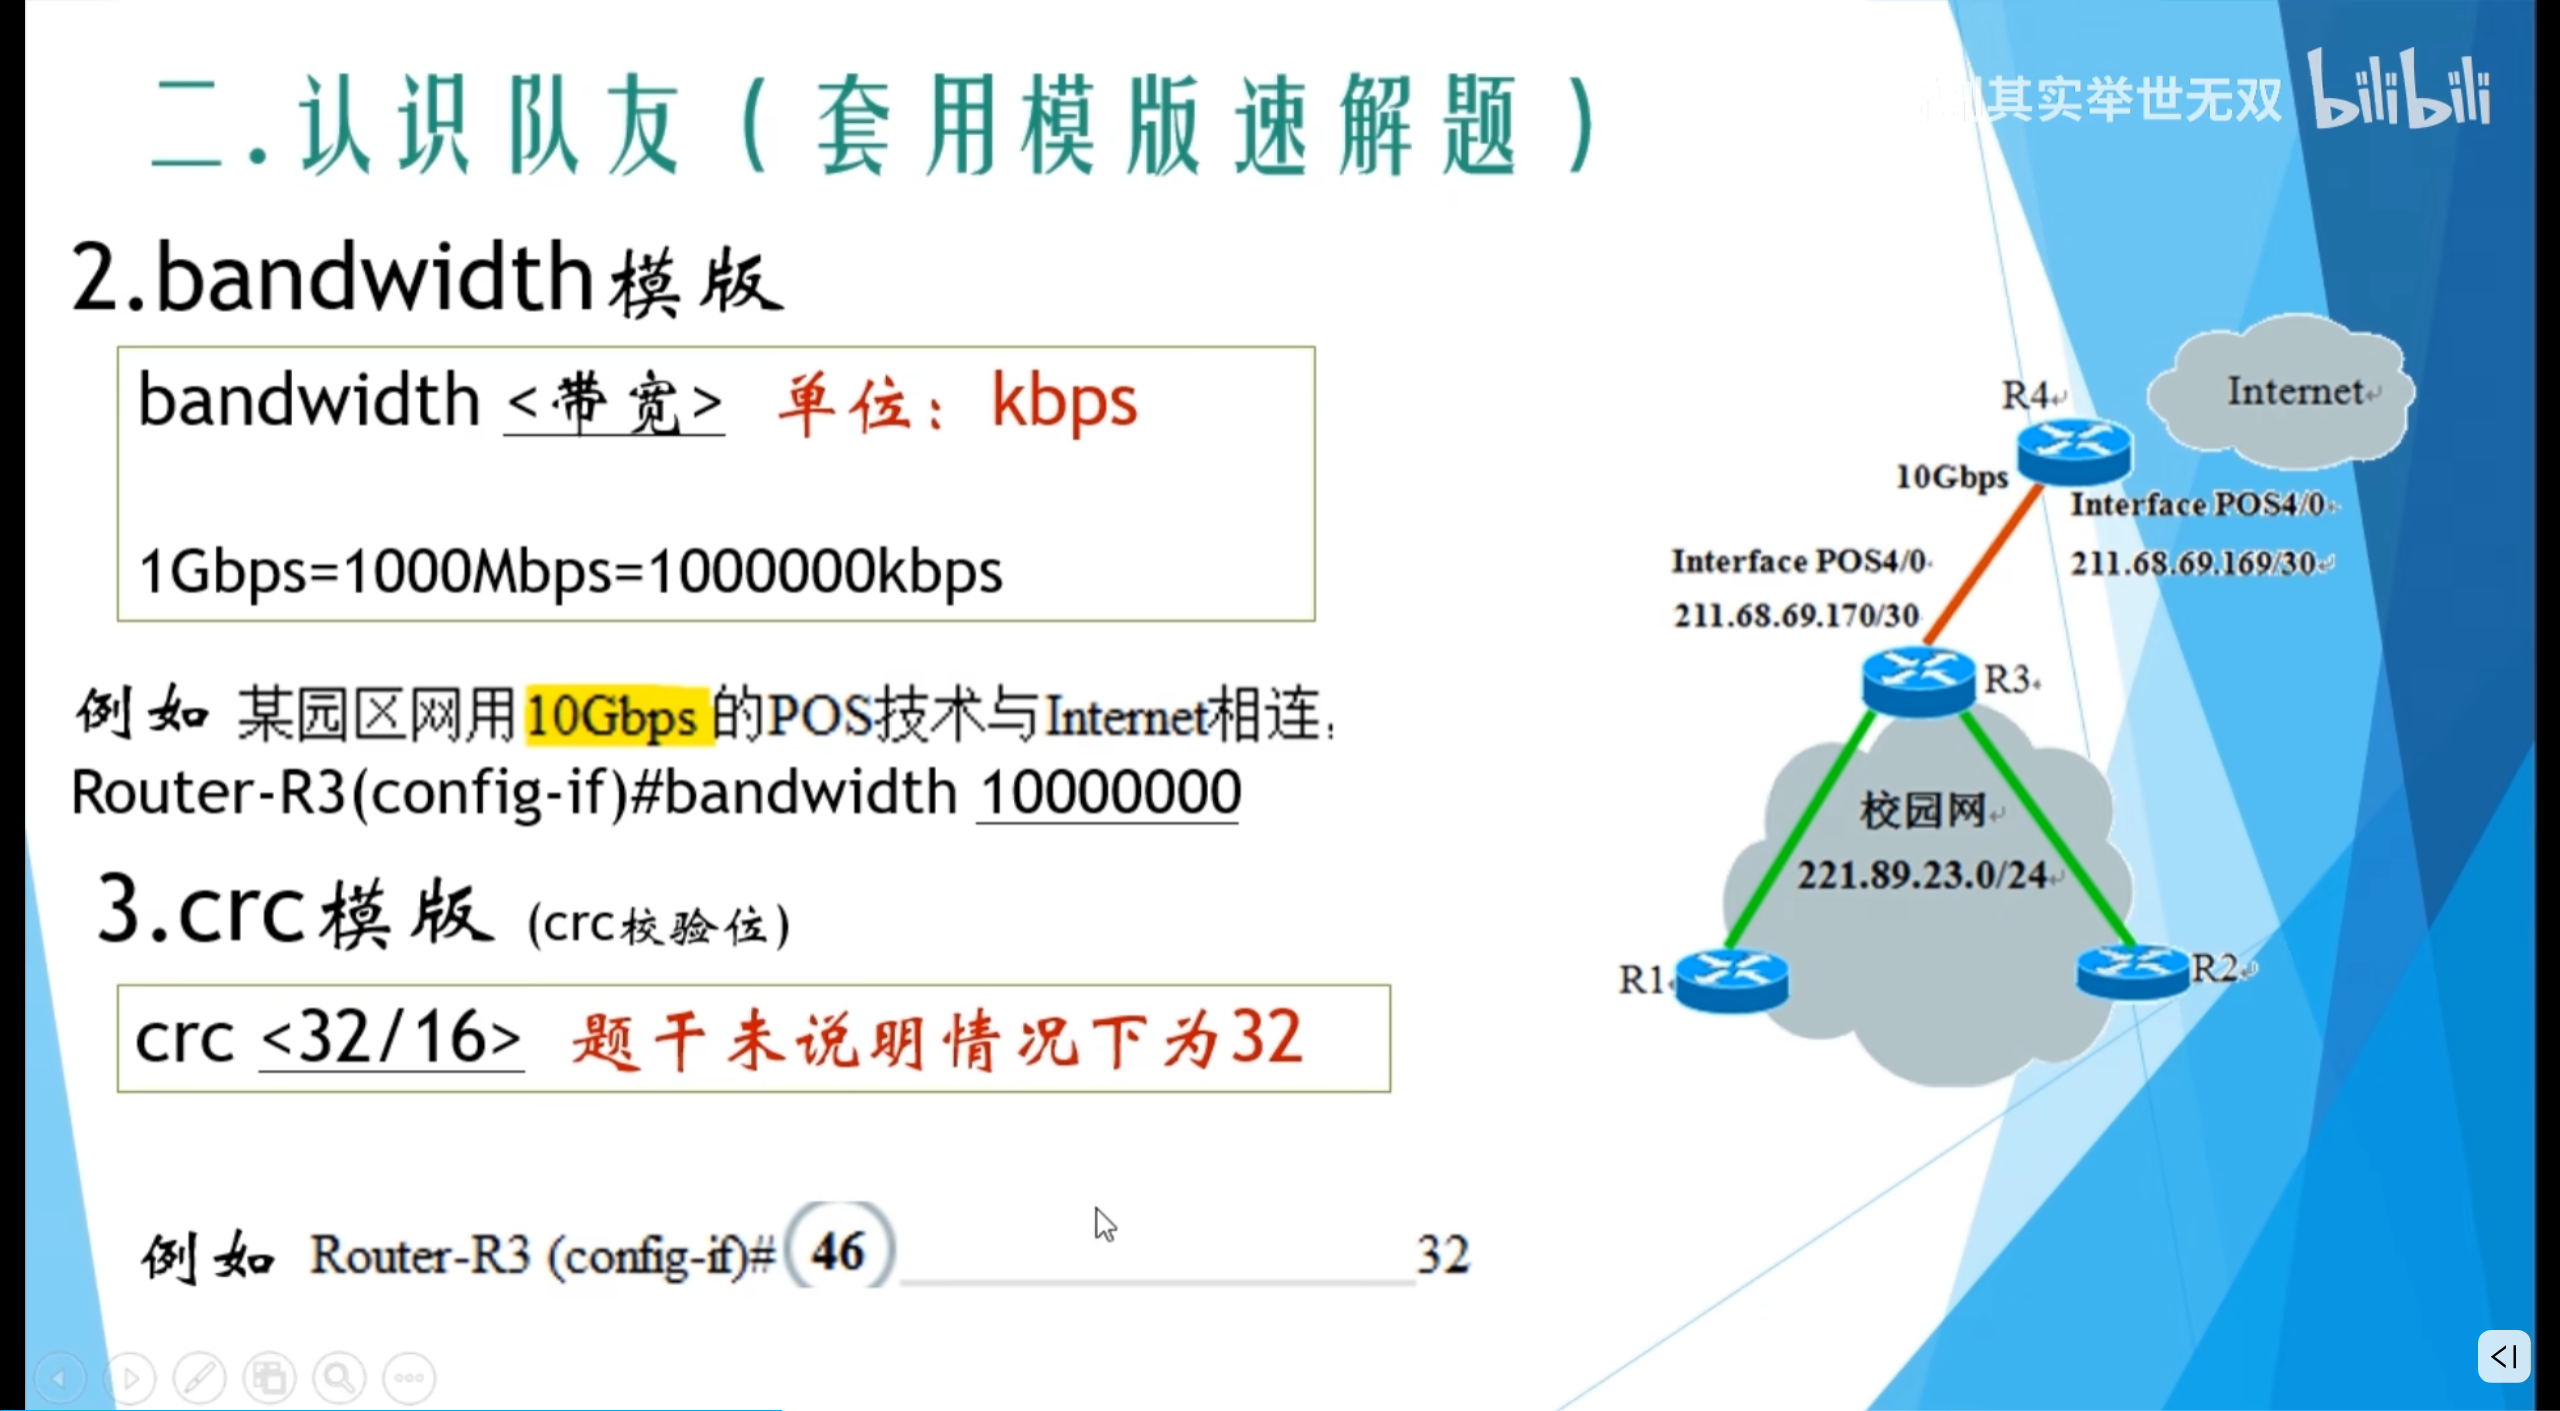 二.认识队友(套用模版速解题)
其实举世无双 bilibili
2.bandwidth模版
bandwidth <带宽> 单位：kbps
1Gbps=1000Mbps=1000000kbps
例如 某园区网用10Gbps的POS技术与Internet相连,
Router-R3(config-if)#bandwidth 10000000
3.crc模版 (crc校验位)
crc <32/16> 题干未说明情况下为32
例如 Router-R3 (config-if)# 46 ________ 32
Internet
R4
10Gbps
Interface POS4/0
211.68.69.169/30
Interface POS4/0
211.68.69.170/30
R3
校园网
221.89.23.0/24
R1
R2